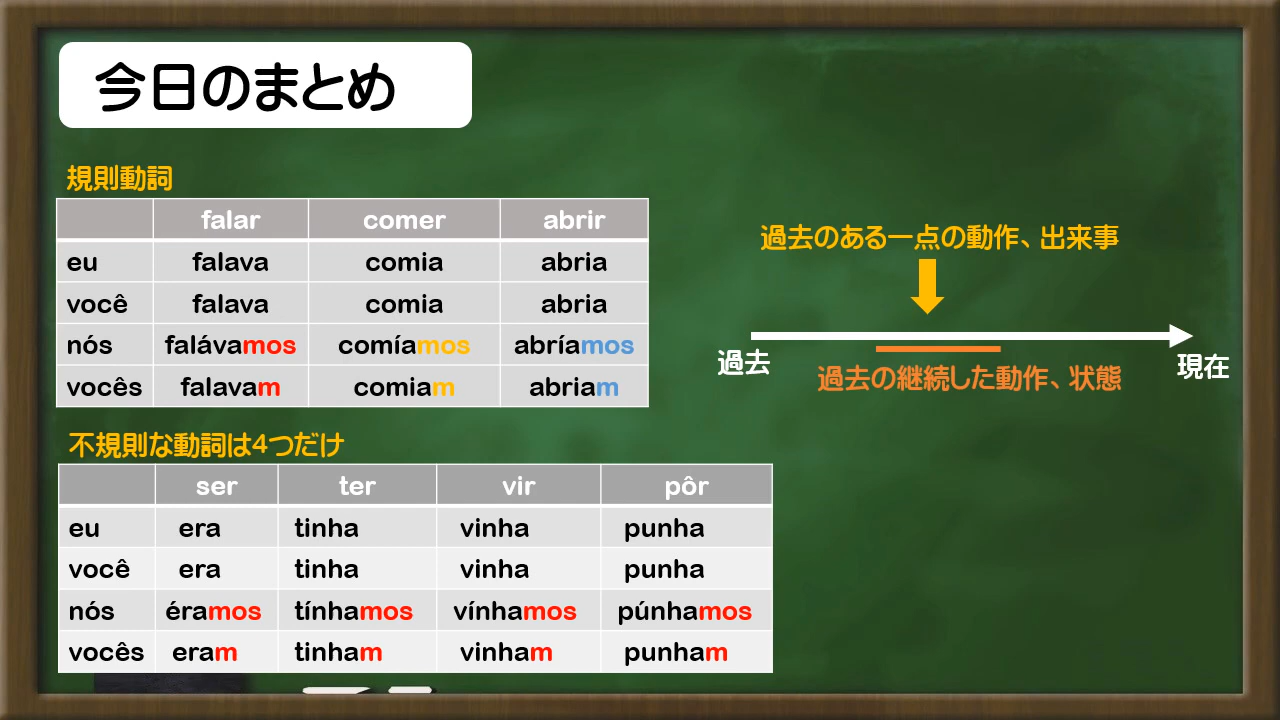 今日のまとめ
規則動詞
falar comer abrir
eu falava comia abria
você falava comia abria
nós falávamos comíamos abríamos
vocês falavam comiam abriam
過去のある一点の動作、出来事
過去
現在
過去の継続した動作、状態
不規則な動詞は4つだけ
ser ter vir pôr
eu era tinha vinha punha
você era tinha vinha punha
nós éramos tínhamos vínhamos púnhamos
vocês eram tinham vinham punham